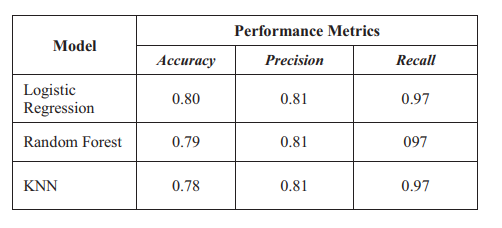 Model
Performance Metrics
Accuracy Precision Recall
Logistic
Regression
0.80 0.81 0.97
Random Forest 0.79 0.81 097
KNN 0.78 0.81 0.97